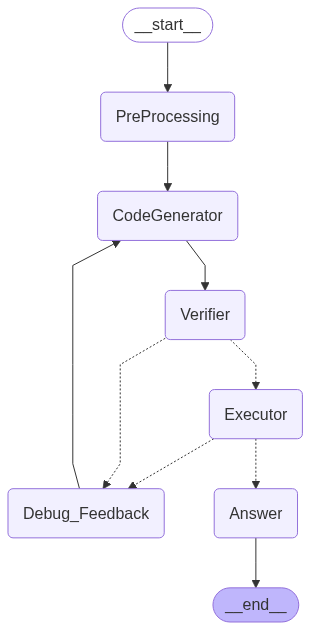 __start__
PreProcessing
CodeGenerator
Verifier
Executor
Debug_Feedback
Answer
__end__